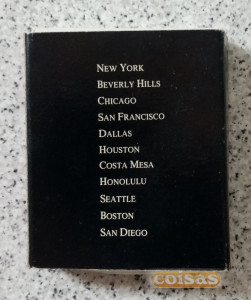 NEW YORK
BEVERLY HILLS
CHICAGO
SAN FRANCISCO
DALLAS
HOUSTON
COSTA MESA
HONOLULU
SEATTLE
BOSTON
SAN DIEGO
coisas